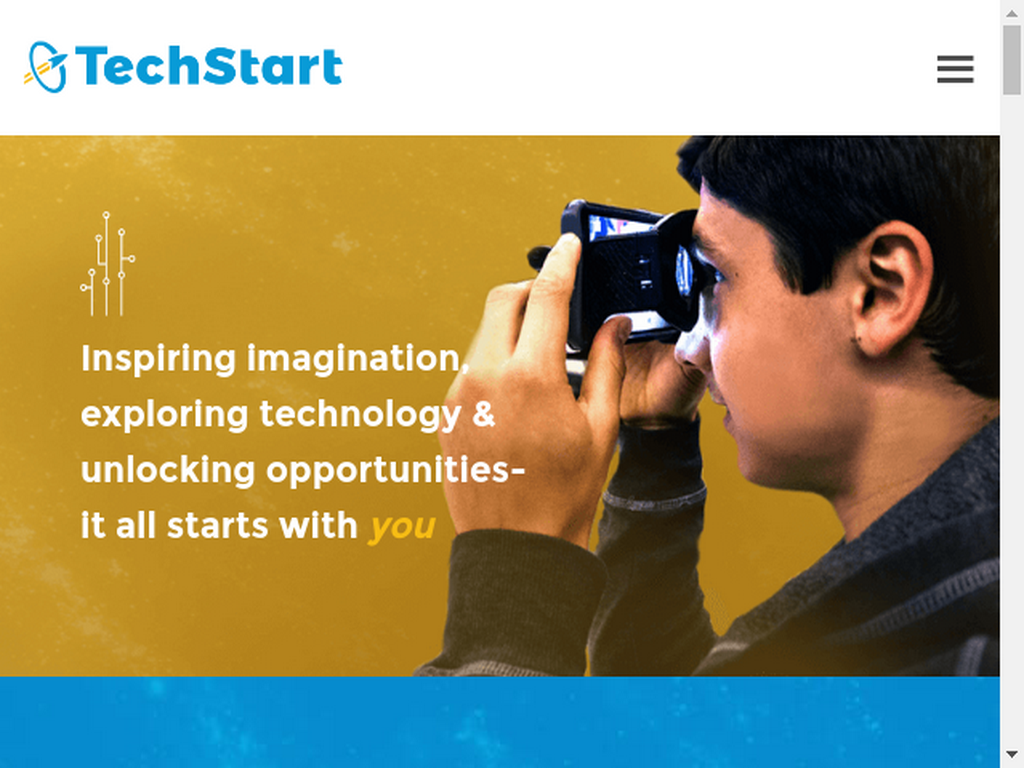 TechStart
Inspiring imagination,
exploring technology &
unlocking opportunities-
it all starts with you